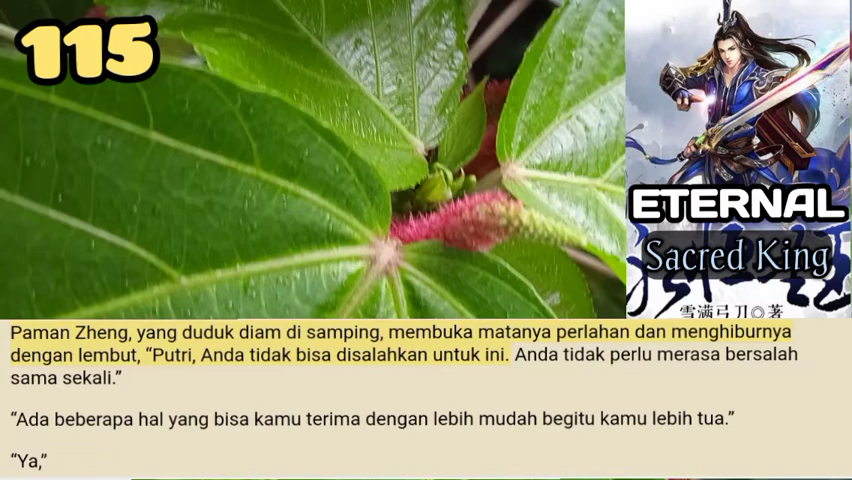 115
ETERNAL
Sacred King
雪满弓刀◎著
Paman Zheng, yang duduk diam di samping, membuka matanya perlahan dan menghiburnya
dengan lembut, “Putri, Anda tidak bisa disalahkan untuk ini. Anda tidak perlu merasa bersalah
sama sekali.”
“Ada beberapa hal yang bisa kamu terima dengan lebih mudah begitu kamu lebih tua.”
“Ya,”